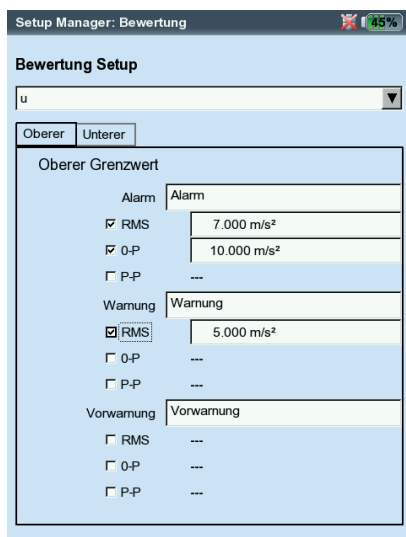 Setup Manager: Bewertung 45%
Bewertung Setup
u
Oberer Unterer
Oberer Grenzwert
Alarm Alarm
RMS 7.000 m/s²
0-P 10.000 m/s²
P-P ---
Warnung Warnung
RMS 5.000 m/s²
0-P ---
P-P ---
Vorwarnung Vorwarnung
RMS ---
0-P ---
P-P ---